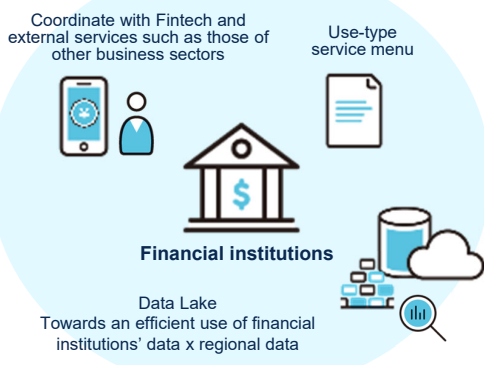 Coordinate with Fintech and
external services such as those of
other business sectors
Use-type
service menu
$
Financial institutions
Data Lake
Towards an efficient use of financial
institutions' data x regional data